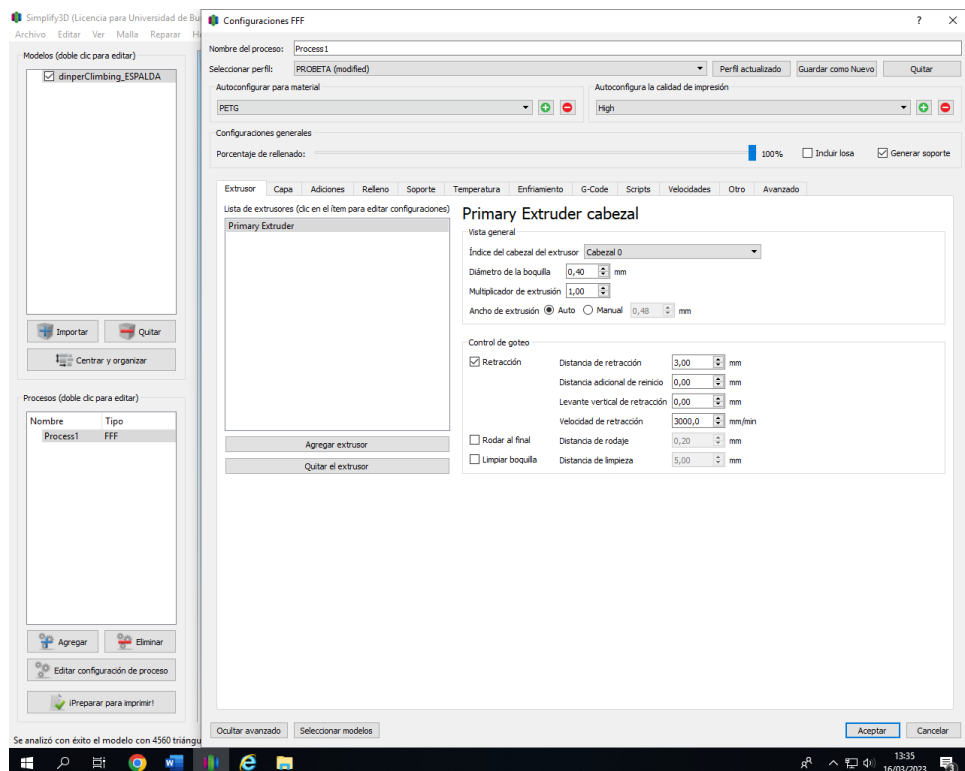 Simplify3D (Licencia para Universidad de Bu
Archivo Editar Ver Malla Reparar
Modelos (doble clic para editar)
dinperClimbing_ESPALDA
Importar Quitar
Centrar y organizar
Procesos (doble clic para editar)
Nombre Tipo
Process1 FFF
Agregar Eliminar
Editar configuración de proceso
¡Preparar para imprimir!
Se analizó con éxito el modelo con 4560 triángu
Configuraciones FFF ?
Nombre del proceso: Process1
Seleccionar perfil: PROBETA (modified) Perfil actualizado Guardar como Nuevo Quitar
Autoconfigurar para material Autoconfigura la calidad de impresión
PETG High
Configuraciones generales
Porcentaje de rellenado: 100% Incluir losa Generar soporte
Extrusor Capa Adiciones Relleno Soporte Temperatura Enfriamiento G-Code Scripts Velocidades Otro Avanzado
Lista de extrusores (clic en el ítem para editar configuraciones)
Primary Extruder
Agregar extrusor
Quitar el extrusor
Primary Extruder cabezal
Vista general
Índice del cabezal del extrusor Cabezal 0
Diámetro de la boquilla 0,40 mm
Multiplicador de extrusión 1,00
Ancho de extrusión Auto Manual 0,48 mm
Control de goteo
Retracción Distancia de retracción 3,00 mm
Distancia adicional de reinicio 0,00 mm
Levante vertical de retracción 0,00 mm
Velocidad de retracción 3000,0 mm/min
Rodar al final Distancia de rodaje 0,20 mm
Limpiar boquilla Distancia de limpieza 5,00 mm
Ocultar avanzado Seleccionar modelos Aceptar Cancelar
13:35
16/03/2023